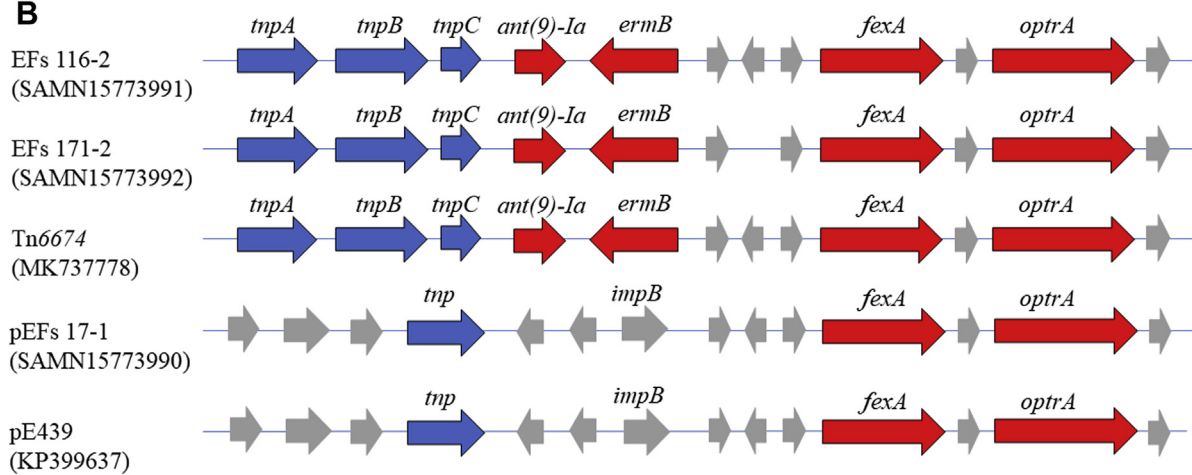 B
tnpA tnpB tnpC ant(9)-Ia ermB fexA optrA
EFs 116-2
(SAMN15773991)
tnpA tnpB tnpC ant(9)-Ia ermB fexA optrA
EFs 171-2
(SAMN15773992)
tnpA tnpB tnpC ant(9)-Ia ermB fexA optrA
Tn6674
(MK737778)
tnp impB fexA optrA
pEFs 17-1
(SAMN15773990)
tnp impB fexA optrA
pE439
(KP399637)